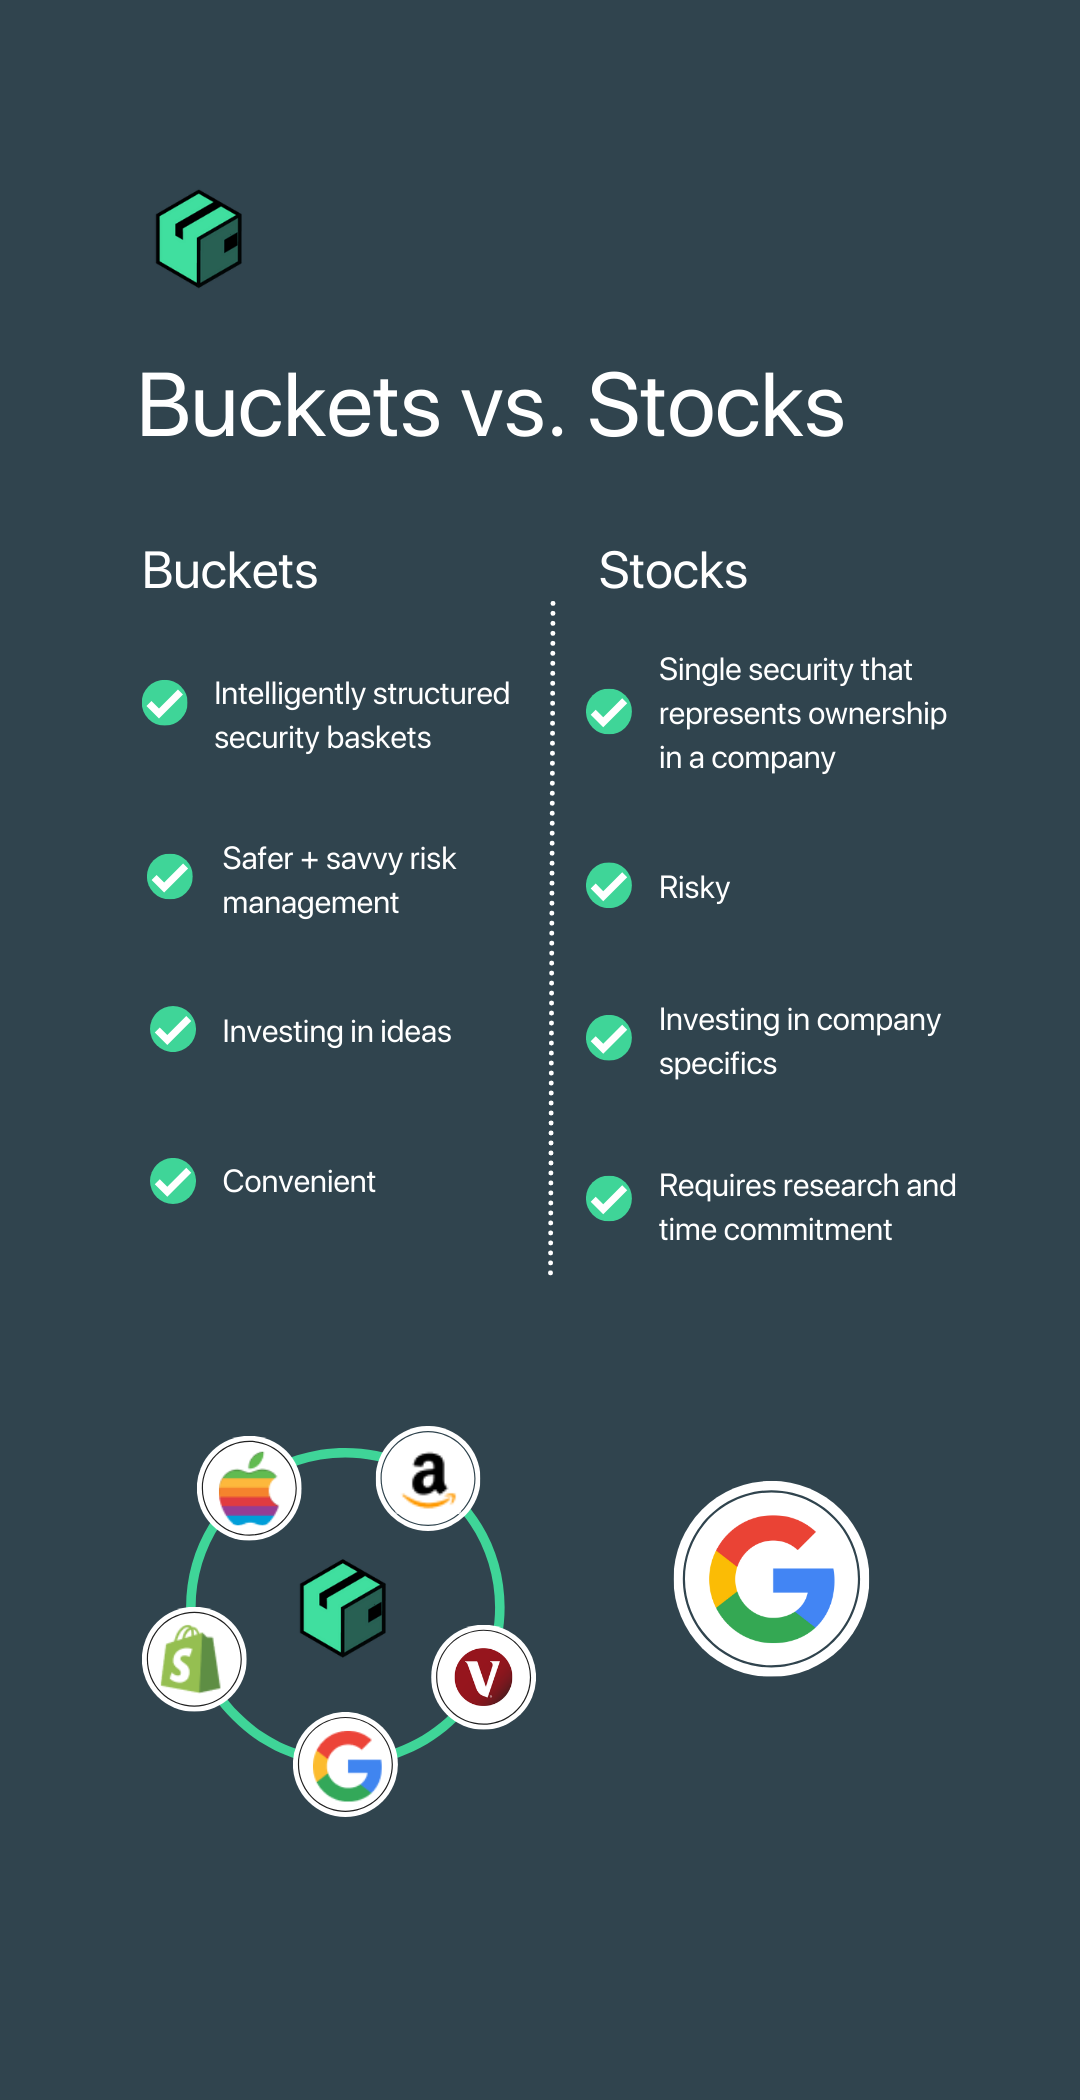 Buckets vs. Stocks
Buckets
Intelligently structured
security baskets
Safer + savvy risk
management
Investing in ideas
Convenient
Stocks
Single security that
represents ownership
in a company
Risky
Investing in company
specifics
Requires research and
time commitment
a
S
V
G
G